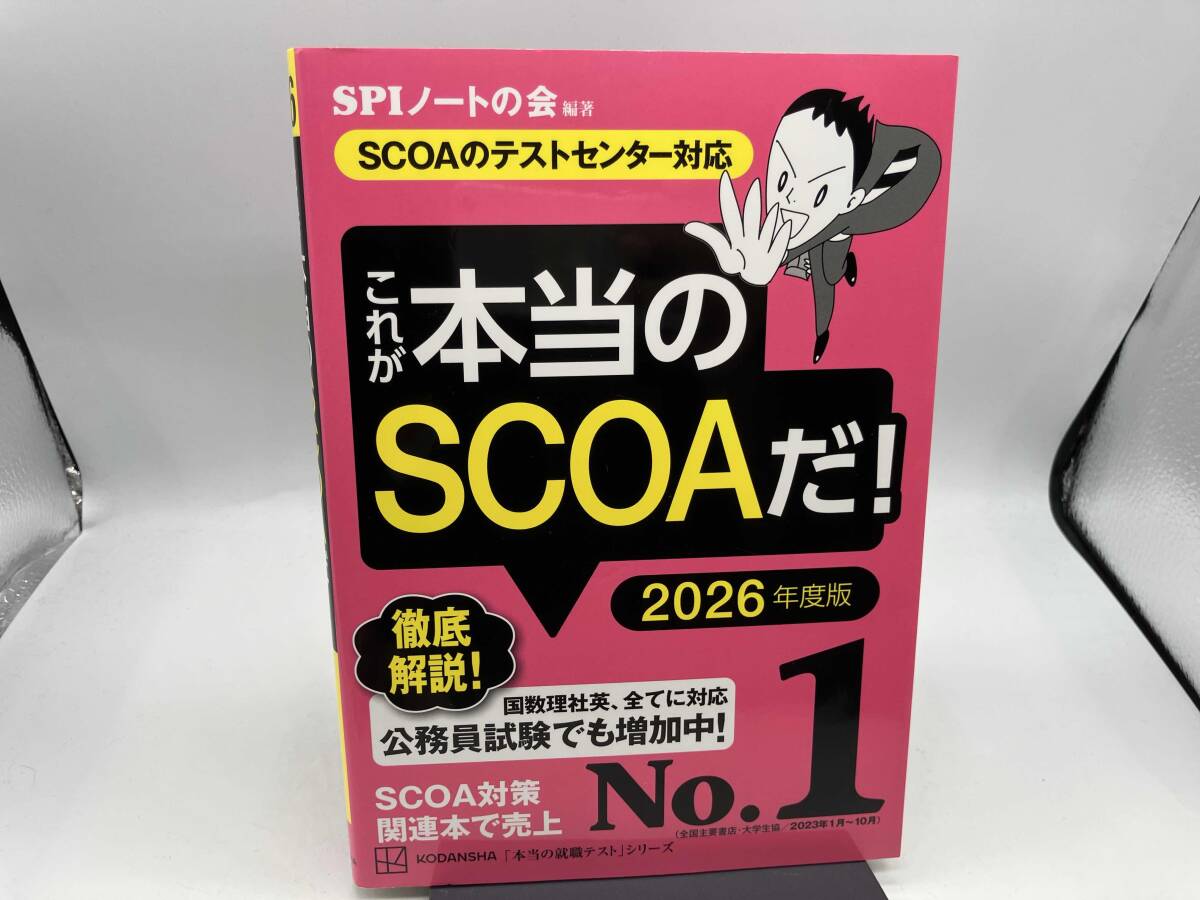 SPIノートの会 編著
SCOAのテストセンター対応
これが
本当の
SCOAだ!
2026年度版
徹底
解説!
国数理社英、全てに対応
公務員試験でも増加中!
SCOA対策
関連本で売上
No.1
(全国主要書店・大学生協/2023年1月~10月)
KODANSHA「本当の就職テスト」シリーズ